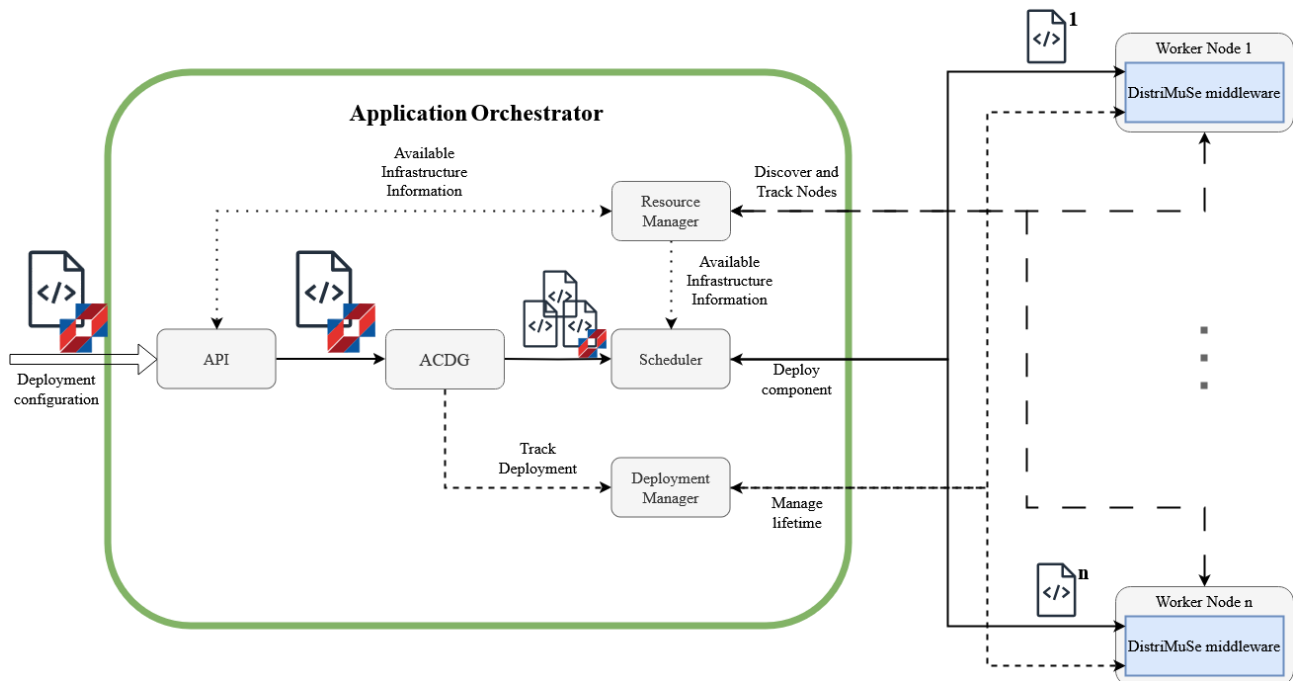 1
Worker Node 1
DistriMuSe middleware
Application Orchestrator
Available
Infrastructure
Information
Discover and
Track Nodes
Resource
Manager
Available
Infrastructure
Information
</>
</>
</>
</>
</>
</>
</>
API
ACDG
Scheduler
Deployment
configuration
Deploy
component
Track
Deployment
Deployment
Manager
Manage
lifetime
n
</>
Worker Node n
DistriMuSe middleware